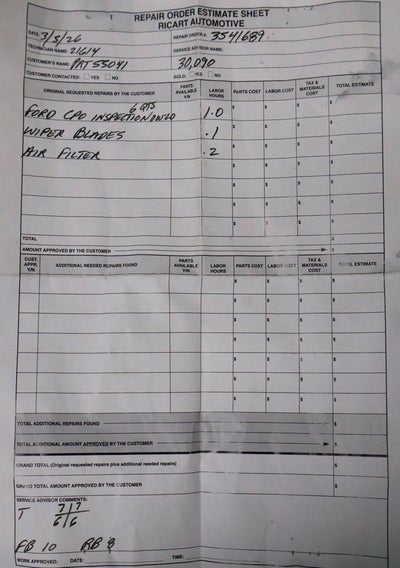 REPAIR ORDER ESTIMATE SHEET
RICART AUTOMOTIVE
DATE: 3/5/26 REPAIR ORDER #: 3541689.
TECHNICIAN NAME: 21614 SERVICE ADVISOR NAME:
CUSTOMER'S NAME: PRT55041 30,090
CUSTOMER CONTACTED: YES NO SOLD: YES NO
ORIGINAL REQUESTED REPAIRS BY THE CUSTOMER PARTS AVAILABLE Y/N LABOR HOURS PARTS COST LABOR COST TAX & MATERIALS COST TOTAL ESTIMATE
6 QTS
FORD CPO INSPECTION/0W20 1.0 $ $ $ $
WIPER BLADES .1 $ $ $ $
AIR FILTER .2 $ $ $ $
$ $ $ $
$ $ $ $
$ $ $ $
$ $ $ $
TOTAL $
AMOUNT APPROVED BY THE CUSTOMER $
CUST. APPR. Y/N ADDITIONAL NEEDED REPAIRS FOUND PARTS AVAILABLE Y/N LABOR HOURS PARTS COST LABOR COST TAX & MATERIALS COST TOTAL ESTIMATE
$ $ $ $
$ $ $ $
$ $ $ $
$ $ $ $
$ $ $ $
$ $ $ $
TOTAL ADDITIONAL REPAIRS FOUND $
TOTAL ADDITIONAL AMOUNT APPROVED BY THE CUSTOMER $
GRAND TOTAL (Original requested repairs plus additional needed repairs) $
GRAND TOTAL AMOUNT APPROVED BY THE CUSTOMER $
SERVICE ADVISOR COMMENTS:
T 7|7
6|6
FB 10 RB 8
WORK APPROVED: DATE: TIME: